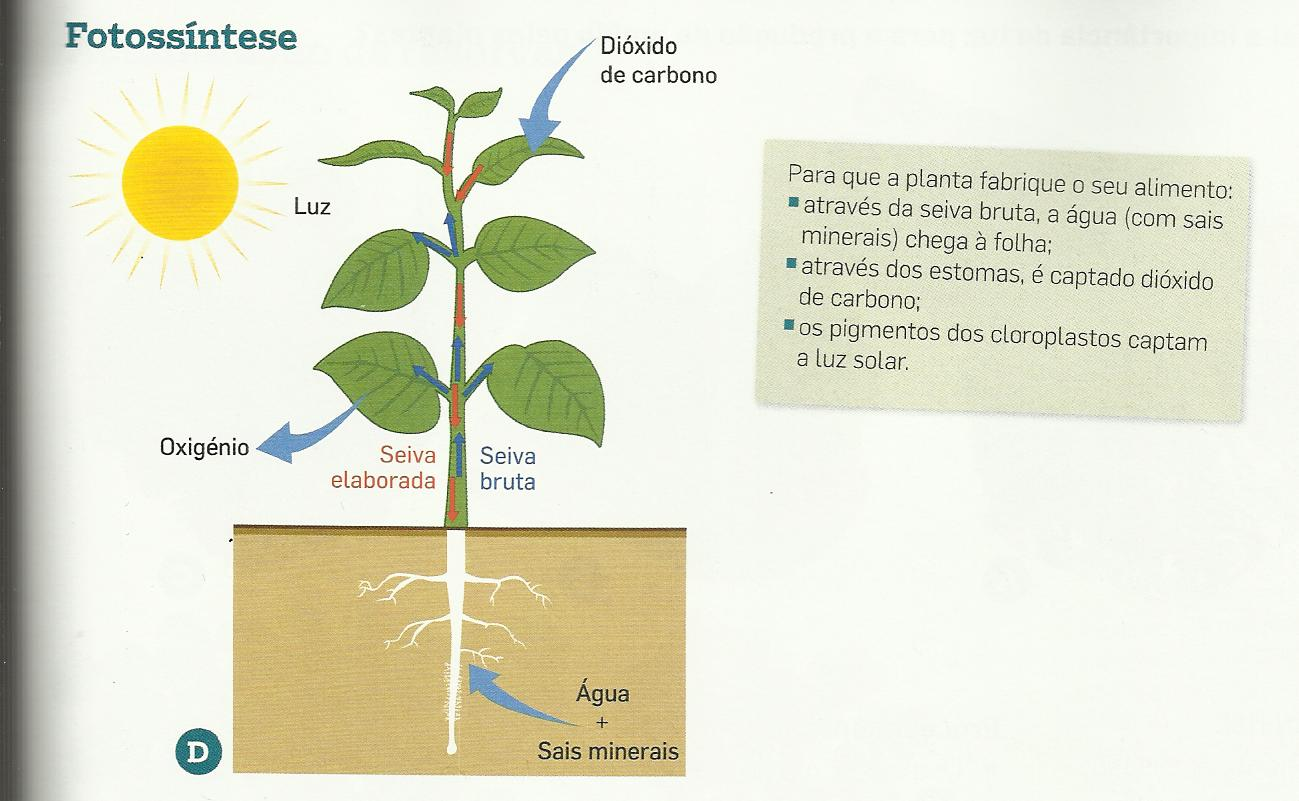 Fotossíntese
Dióxido
de carbono
Luz
Para que a planta fabrique o seu alimento:
▪ através da seiva bruta, a água (com sais
minerais) chega à folha;
▪ através dos estomas, é captado dióxido
de carbono;
▪ os pigmentos dos cloroplastos captam
a luz solar.
Oxigénio
Seiva
elaborada
Seiva
bruta
Água
+
Sais minerais
D